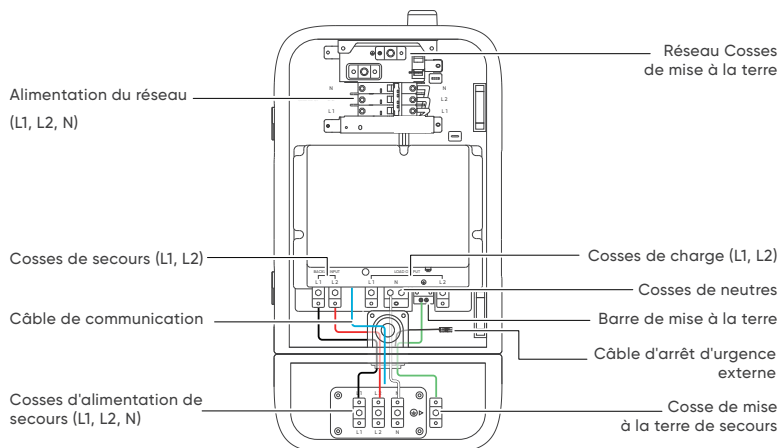 Réseau Cosses
de mise à la terre
Alimentation du réseau
(L1, L2, N)
N
N
L2
L1
L1
Cosses de secours (L1, L2)
Cosses de charge (L1, L2)
INPUT
LOAD
L1
L2
L1
N
L2
Cosses de neutres
Câble de communication
Barre de mise à la terre
Câble d'arrêt d'urgence
externe
Cosses d'alimentation de
secours (L1, L2, N)
Cosse de mise
à la terre de secours
L1
L2
N